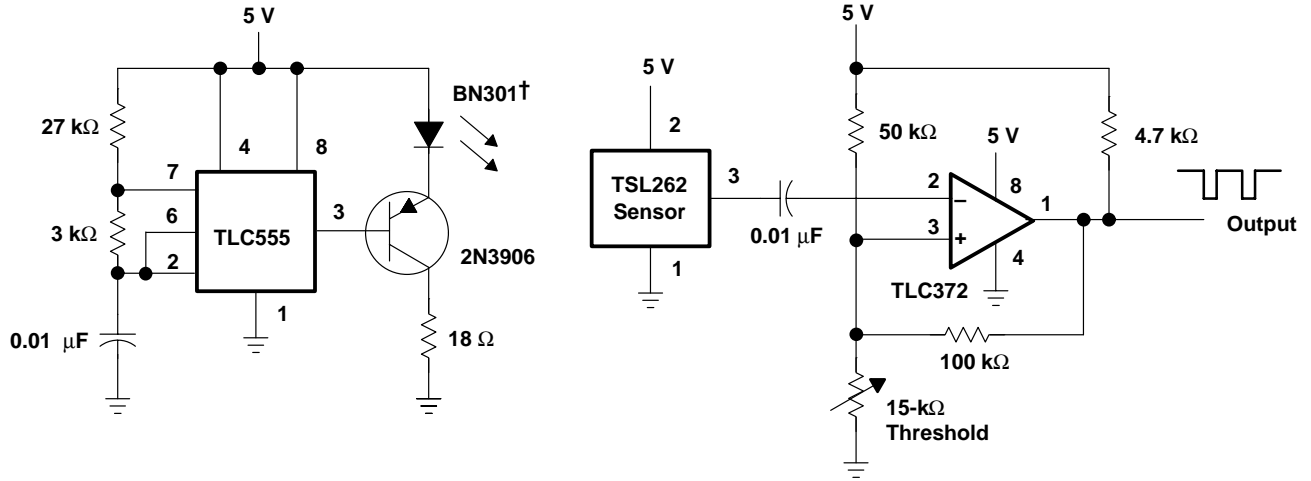 5 V
27 kΩ
4
8
BN301†
7
6
3 kΩ
TLC555
3
2
2N3906
1
0.01 μF
18 Ω
5 V
2
TSL262
Sensor
3
1
0.01 μF
5 V
50 kΩ
4.7 kΩ
5 V
8
2
–
1
3
+
4
TLC372
Output
100 kΩ
15-kΩ
Threshold